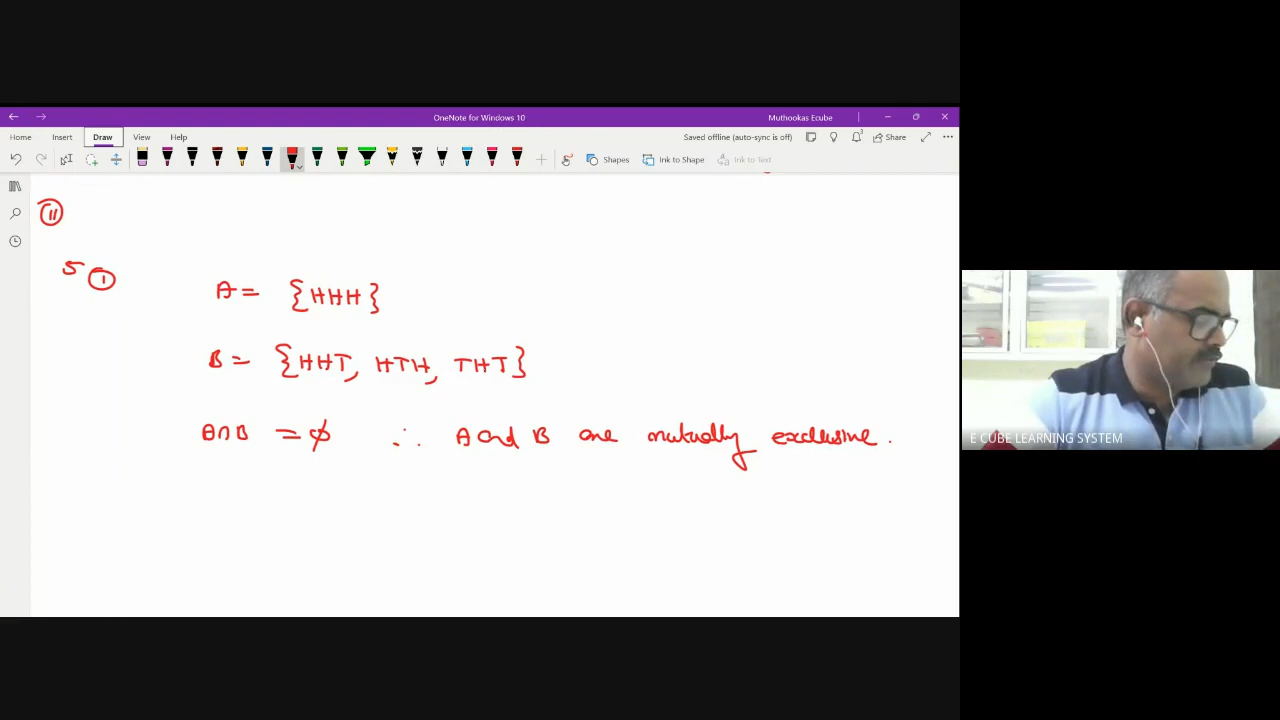 OneNote for Windows 10
Muthookas Ecube
Home Insert Draw View Help
Saved offline (auto-sync is off) 3 Share
Shapes Ink to Shape Ink to Text
11
5 1 A = {HHH}
B = {HHT, HTH, THT}
A∩B = ϕ ∴ A and B are mutually exclusive.
E CUBE LEARNING SYSTEM